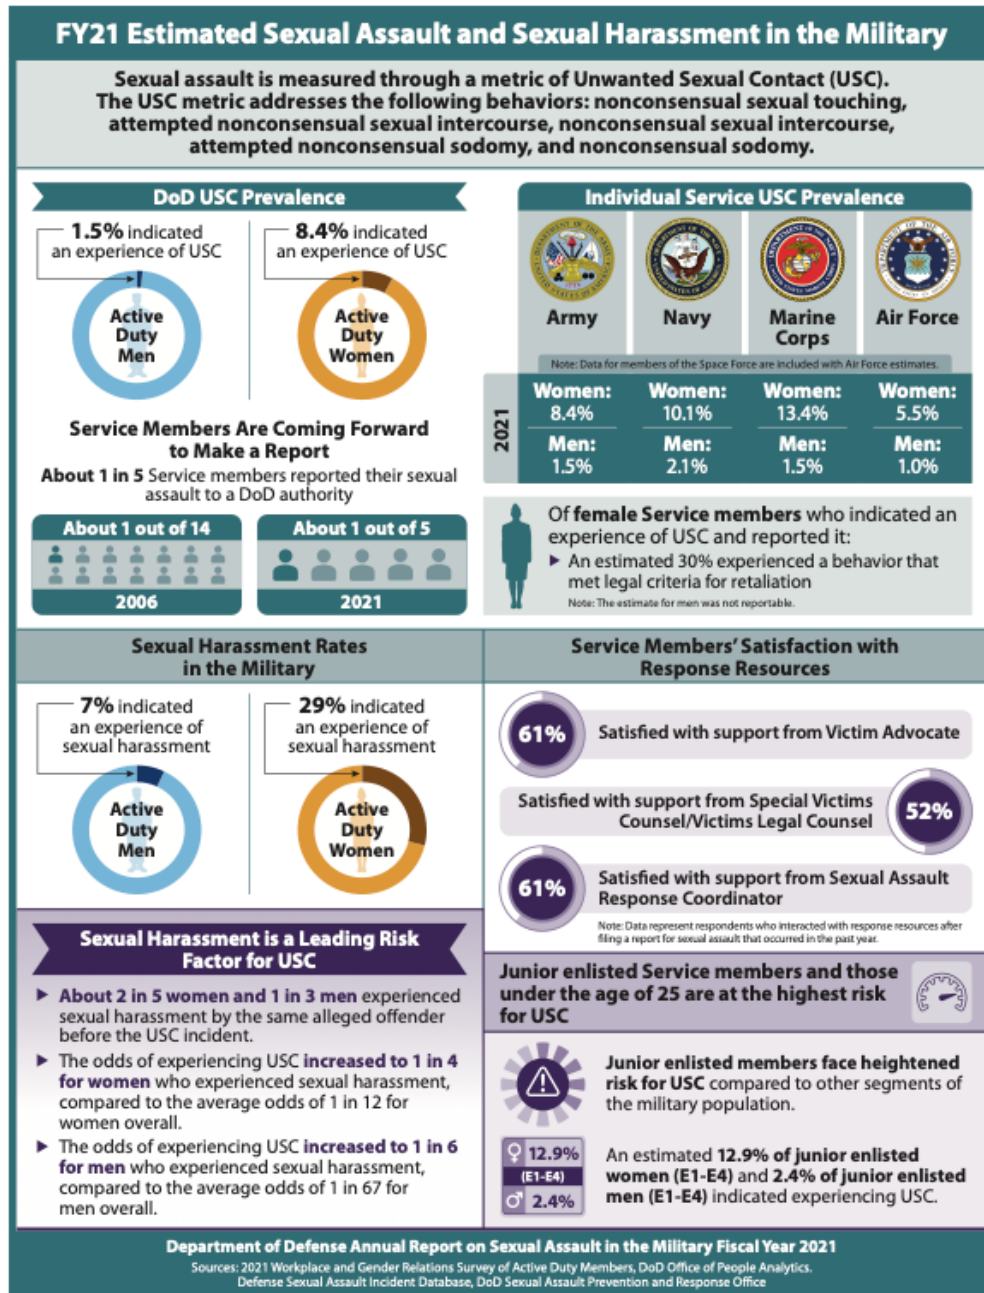 FY21 Estimated Sexual Assault and Sexual Harassment in the Military
Sexual assault is measured through a metric of Unwanted Sexual Contact (USC).
The USC metric addresses the following behaviors: nonconsensual sexual touching,
attempted nonconsensual sexual intercourse, nonconsensual sexual intercourse,
attempted nonconsensual sodomy, and nonconsensual sodomy.
DoD USC Prevalence
1.5% indicated
an experience of USC
Active
Duty
Men
8.4% indicated
an experience of USC
Active
Duty
Women
Service Members Are Coming Forward
to Make a Report
About 1 in 5 Service members reported their sexual
assault to a DoD authority
About 1 out of 14
2006
About 1 out of 5
2021
Individual Service USC Prevalence
Army
Navy
Marine
Corps
Air Force
Note: Data for members of the Space Force are included with Air Force estimates.
2021
Women:
8.4%
Men:
1.5%
Women:
10.1%
Men:
2.1%
Women:
13.4%
Men:
1.5%
Women:
5.5%
Men:
1.0%
Of female Service members who indicated an
experience of USC and reported it:
An estimated 30% experienced a behavior that
met legal criteria for retaliation
Note: The estimate for men was not reportable.
Sexual Harassment Rates
in the Military
7% indicated
an experience of
sexual harassment
Active
Duty
Men
29% indicated
an experience of
sexual harassment
Active
Duty
Women
Service Members' Satisfaction with
Response Resources
61%
Satisfied with support from Victim Advocate
Satisfied with support from Special Victims
Counsel/Victims Legal Counsel
52%
61%
Satisfied with support from Sexual Assault
Response Coordinator
Note: Data represent respondents who interacted with response resources after
filing a report for sexual assault that occurred in the past year.
Sexual Harassment is a Leading Risk
Factor for USC
About 2 in 5 women and 1 in 3 men experienced
sexual harassment by the same alleged offender
before the USC incident.
The odds of experiencing USC increased to 1 in 4
for women who experienced sexual harassment,
compared to the average odds of 1 in 12 for
women overall.
The odds of experiencing USC increased to 1 in 6
for men who experienced sexual harassment,
compared to the average odds of 1 in 67 for
men overall.
Junior enlisted Service members and those
under the age of 25 are at the highest risk
for USC
Junior enlisted members face heightened
risk for USC compared to other segments of
the military population.
♀ 12.9%
(E1-E4)
♂ 2.4%
An estimated 12.9% of junior enlisted
women (E1-E4) and 2.4% of junior enlisted
men (E1-E4) indicated experiencing USC.
Department of Defense Annual Report on Sexual Assault in the Military Fiscal Year 2021
Sources: 2021 Workplace and Gender Relations Survey of Active Duty Members, DoD Office of People Analytics.
Defense Sexual Assault Incident Database, DoD Sexual Assault Prevention and Response Office